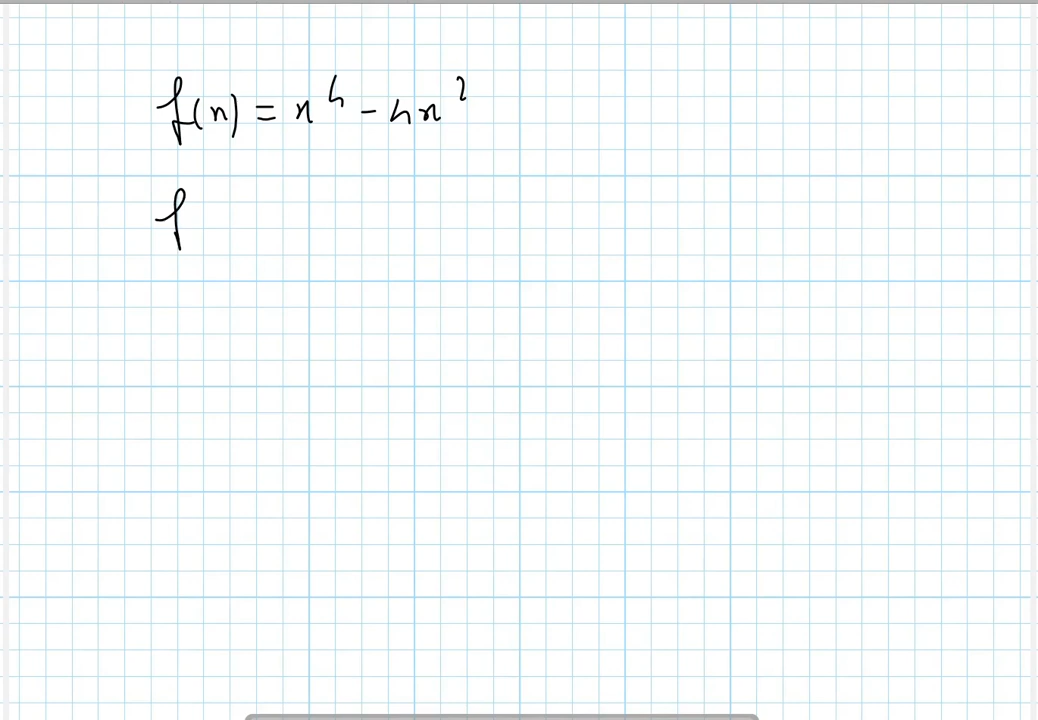 f(x) = x⁴ - 4x²
f